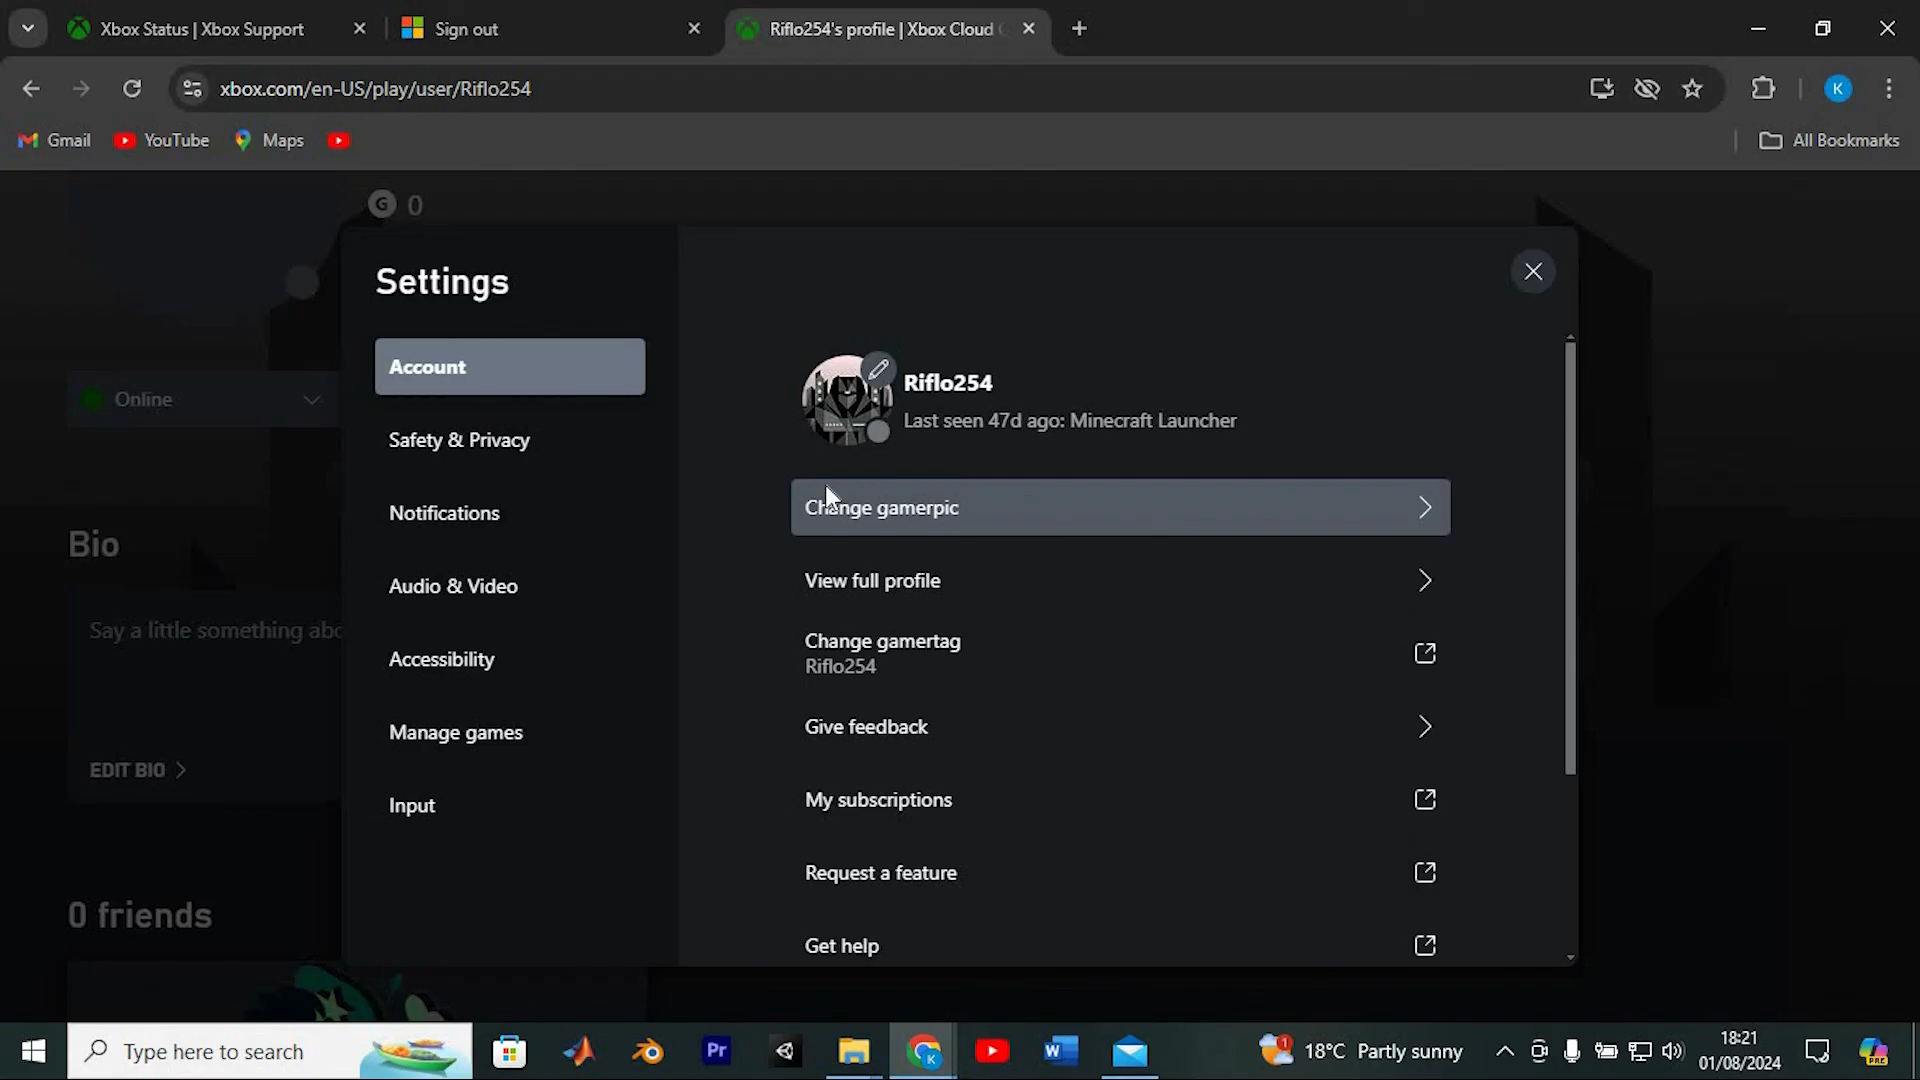 Xbox Status | Xbox Support
Sign out
Riflo254's profile | Xbox Cloud
xbox.com/en-US/play/user/Riflo254
K
Gmail
YouTube
Maps
All Bookmarks
G 0
Settings
Account
Safety & Privacy
Notifications
Audio & Video
Accessibility
Manage games
Input
Riflo254
Last seen 47d ago: Minecraft Launcher
Change gamerpic
View full profile
Change gamertag
Riflo254
Give feedback
My subscriptions
Request a feature
Get help
Online
Bio
Say a little something abo
EDIT BIO
0 friends
Type here to search
Pr
K
W
1
18°C Partly sunny
18:21
01/08/2024
PRE